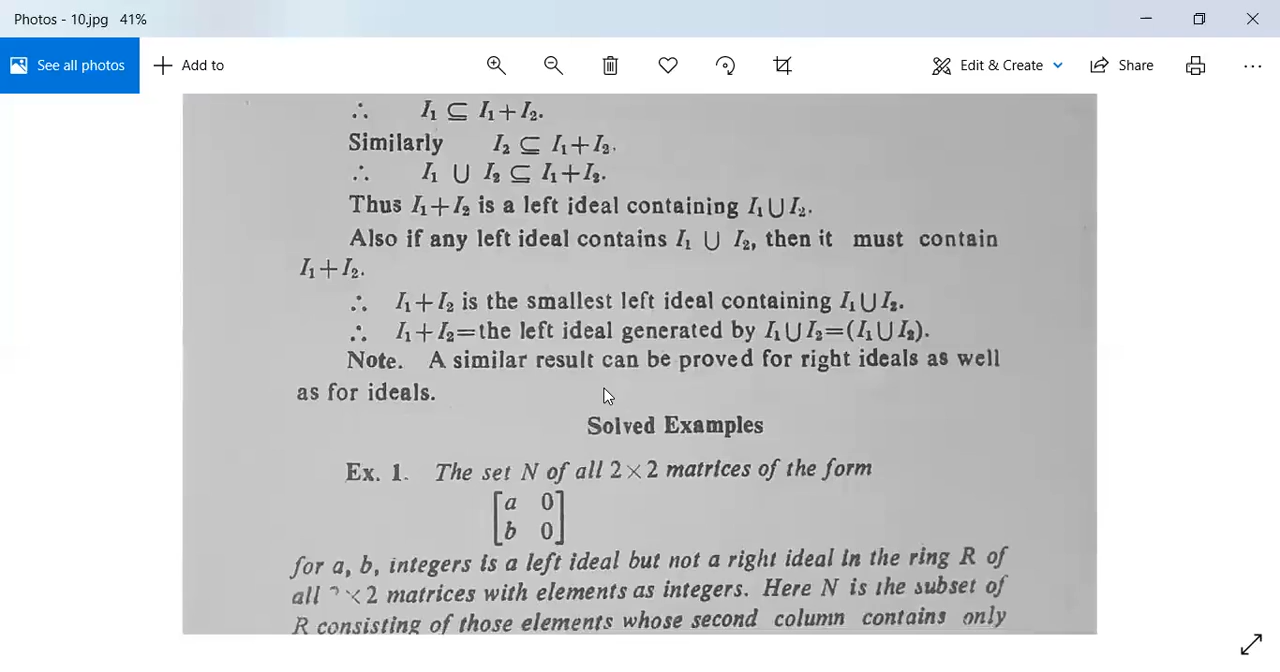 Photos - 10.jpg 41%
See all photos
Add to
Edit & Create
Share
∴ I₁ ⊆ I₁+I₂.
Similarly I₂ ⊆ I₁+I₂.
∴ I₁ ∪ I₂ ⊆ I₁+I₂.
Thus I₁+I₂ is a left ideal containing I₁∪I₂.
Also if any left ideal contains I₁ ∪ I₂, then it must contain
I₁+I₂.
∴ I₁+I₂ is the smallest left ideal containing I₁∪I₂.
∴ I₁+I₂=the left ideal generated by I₁∪I₂=(I₁∪I₂).
Note. A similar result can be proved for right ideals as well
as for ideals.
Solved Examples
Ex. 1. The set N of all 2×2 matrices of the form
[a 0]
[b 0]
for a, b, integers is a left ideal but not a right ideal in the ring R of
all 2×2 matrices with elements as integers. Here N is the subset of
R consisting of those elements whose second column contains only